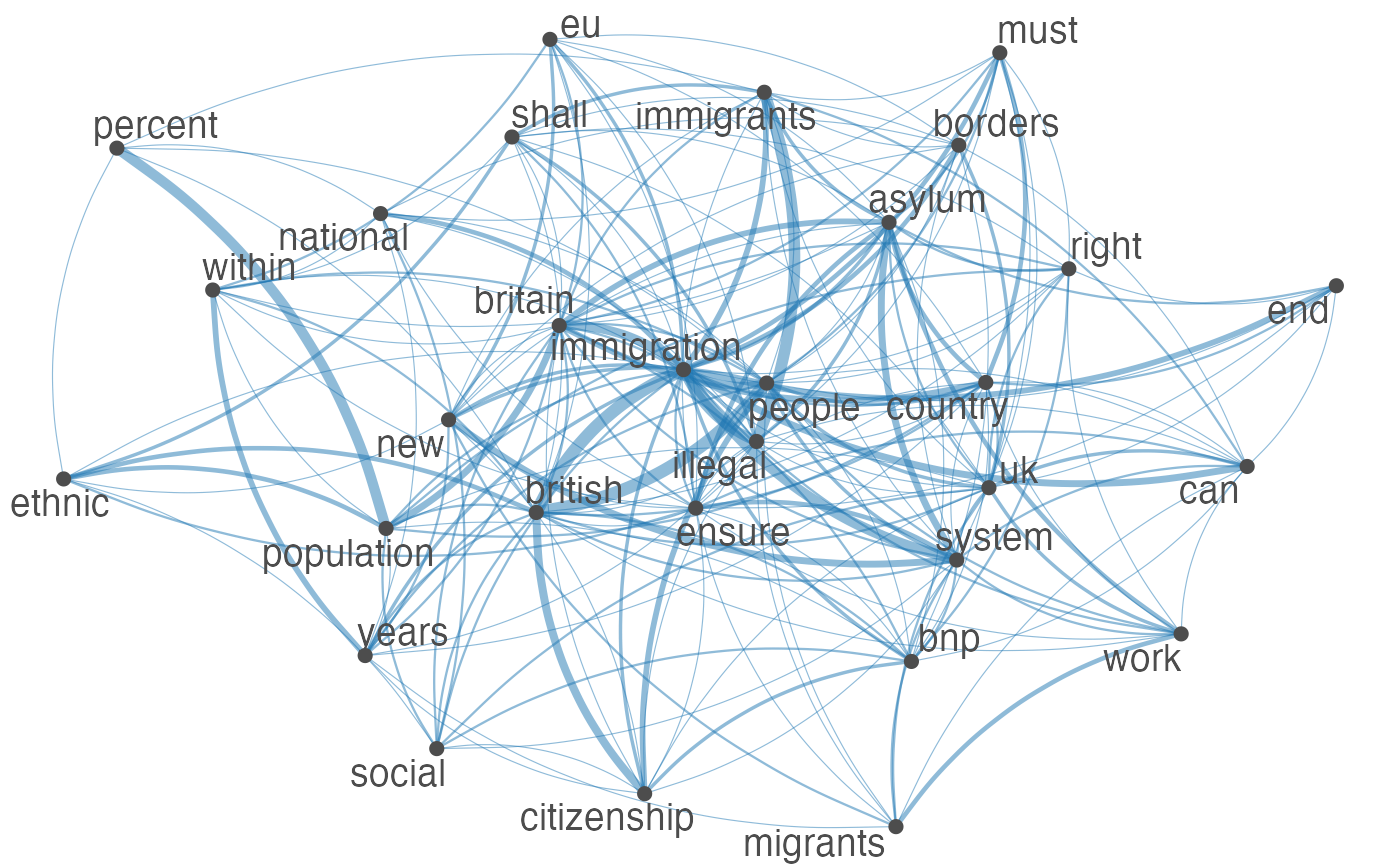 eu
must
shall
immigrants
percent
borders
asylum
national
right
within
britain
end
immigration
people
country
new
illegal
uk
can
ethnic
british
ensure
system
population
years
bnp
work
social
citizenship
migrants